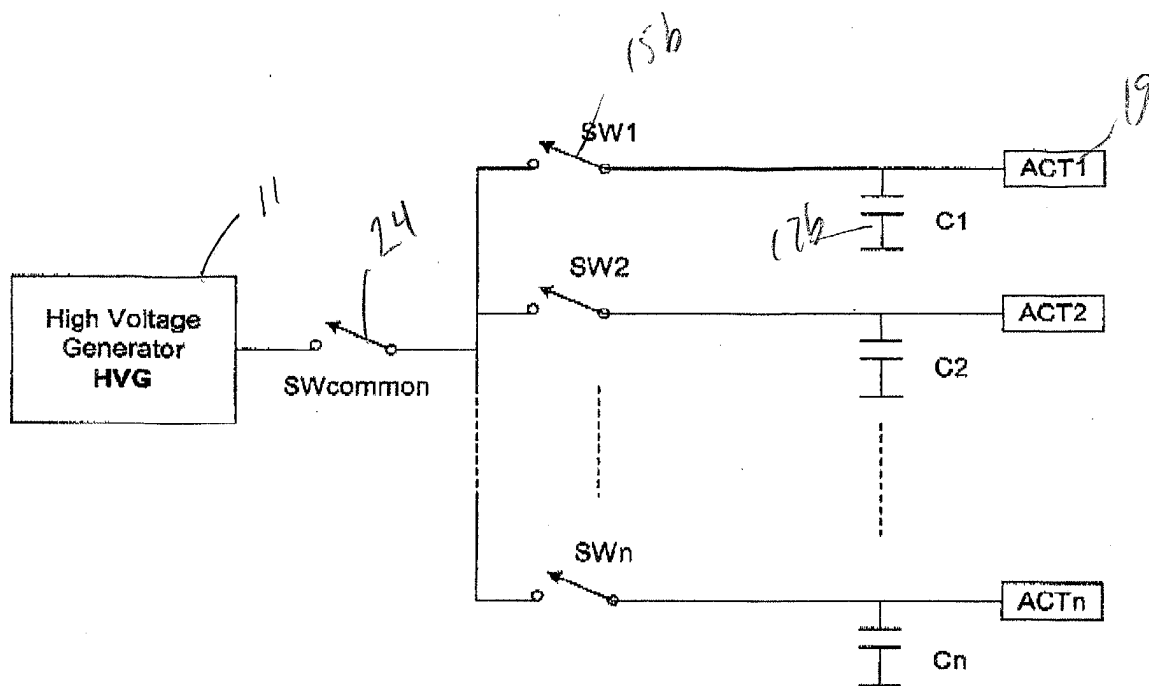 15b
19
SW1
ACT1
11
24
17b
C1
SW2
High Voltage
Generator
HVG
ACT2
SWcommon
C2
SWn
ACTn
Cn